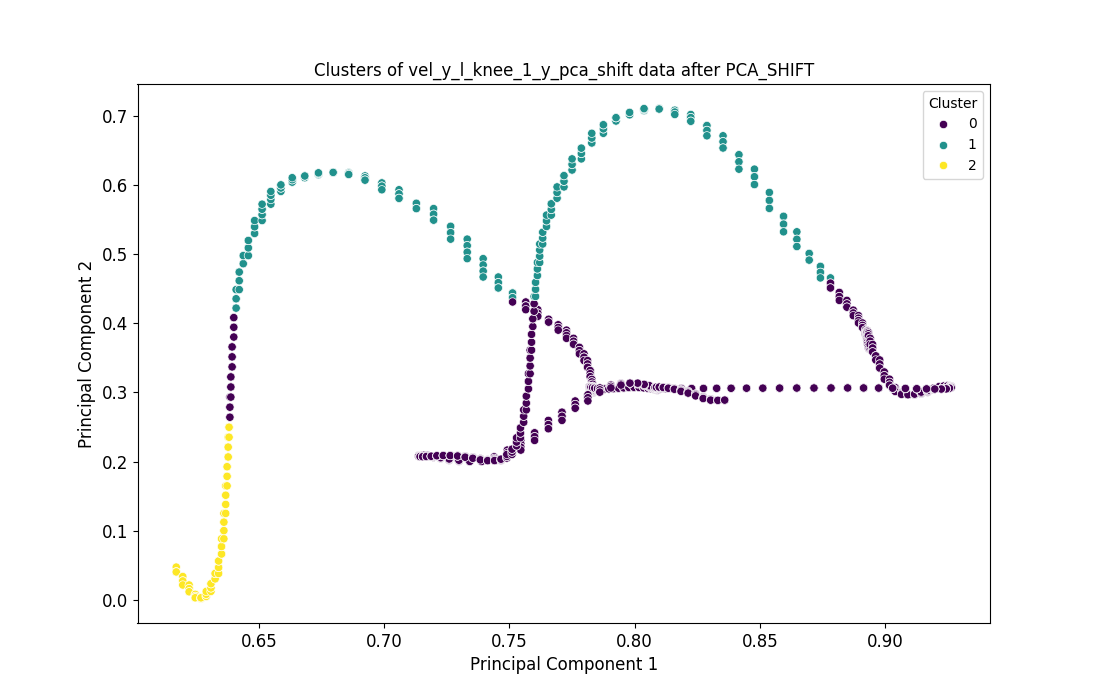 Clusters of vel_y_l_knee_1_y_pca_shift data after PCA_SHIFT
Cluster
0
1
2
Principal Component 2
0.7
0.6
0.5
0.4
0.3
0.2
0.1
0.0
0.65 0.70 0.75 0.80 0.85 0.90
Principal Component 1